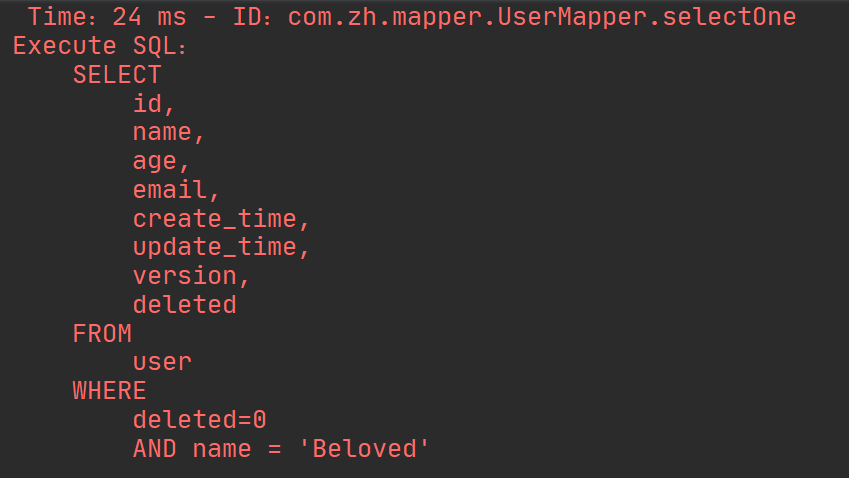 Time：24 ms - ID：com.zh.mapper.UserMapper.selectOne
Execute SQL：
SELECT
id,
name,
age,
email,
create_time,
update_time,
version,
deleted
FROM
user
WHERE
deleted=0
AND name = 'Beloved'